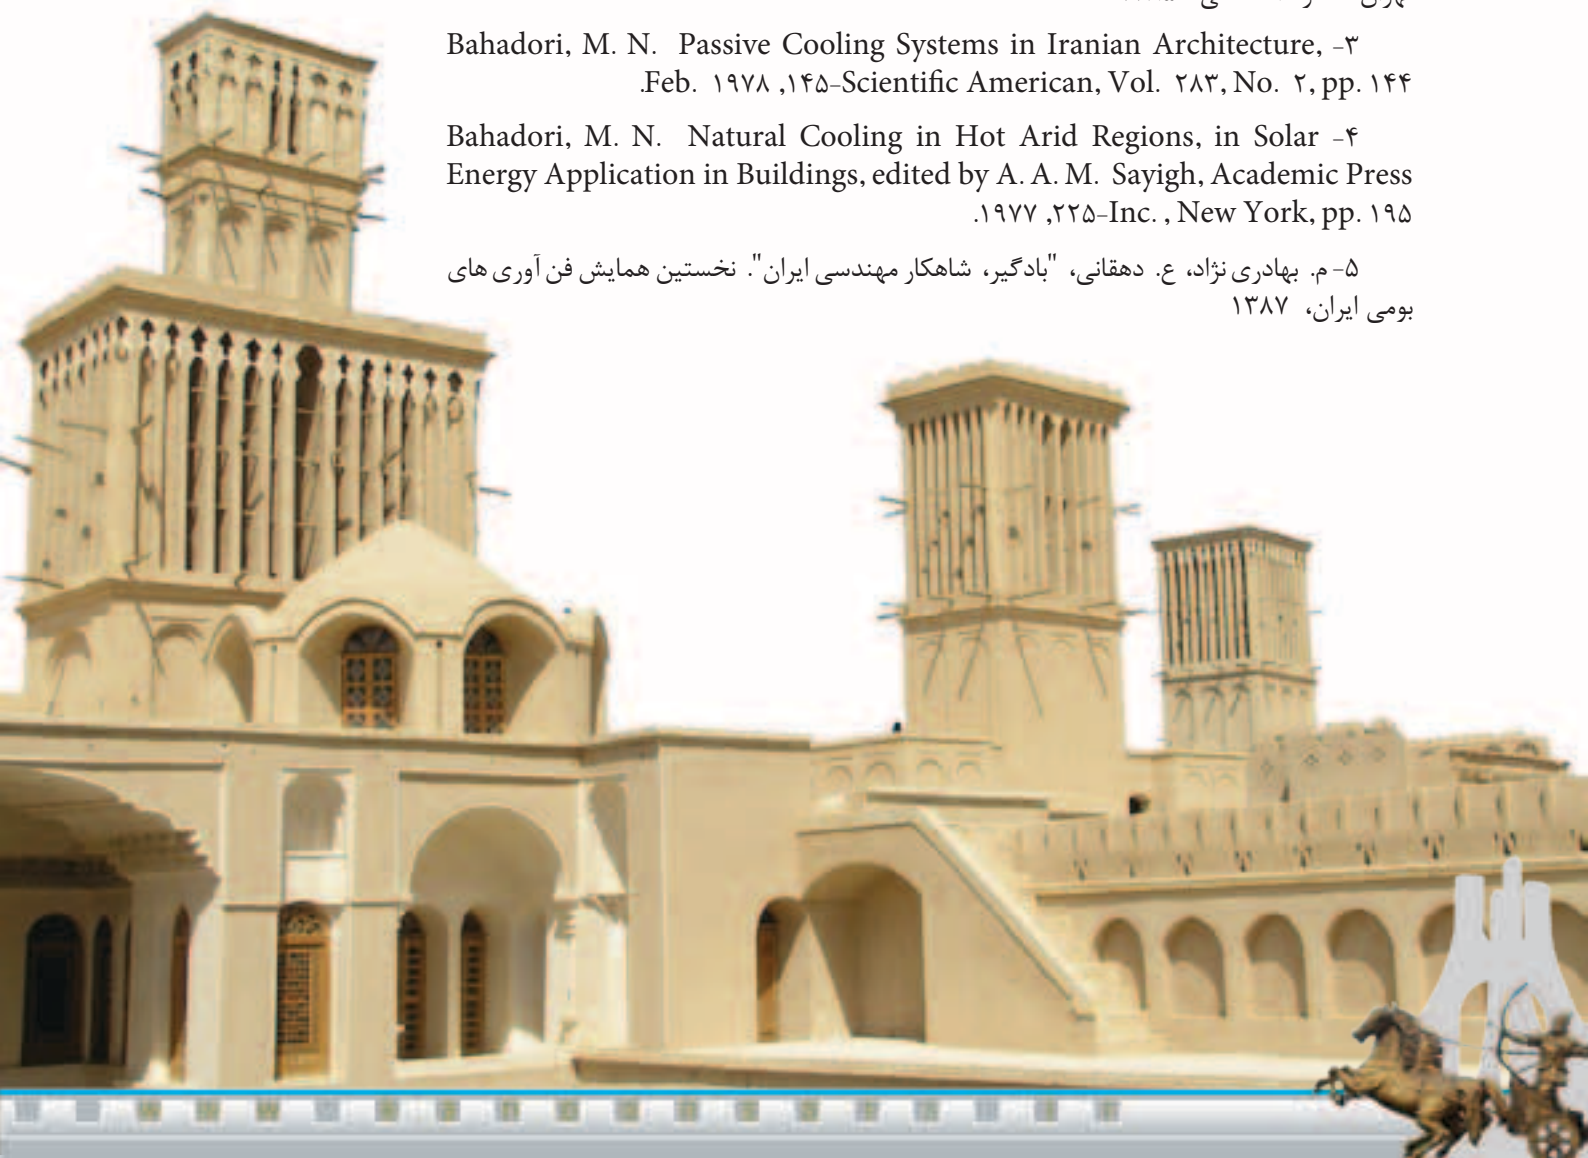 Bahadori, M. N. Passive Cooling Systems in Iranian Architecture, -۳
.Feb. ۱۹۷۸ ,۱۴۵-Scientific American, Vol. ۲۸۳, No. ۲, pp. ۱۴۴
Bahadori, M. N. Natural Cooling in Hot Arid Regions, in Solar -۴
Energy Application in Buildings, edited by A. A. M. Sayigh, Academic Press
.۱۹۷۷ ,۲۲۵-Inc. , New York, pp. ۱۹۵
۵- م. بهادری نژاد، ع. دهقانی، "بادگیر، شاهکار مهندسی ایران". نخستین همایش فن آوری های
بومی ایران، ۱۳۸۷